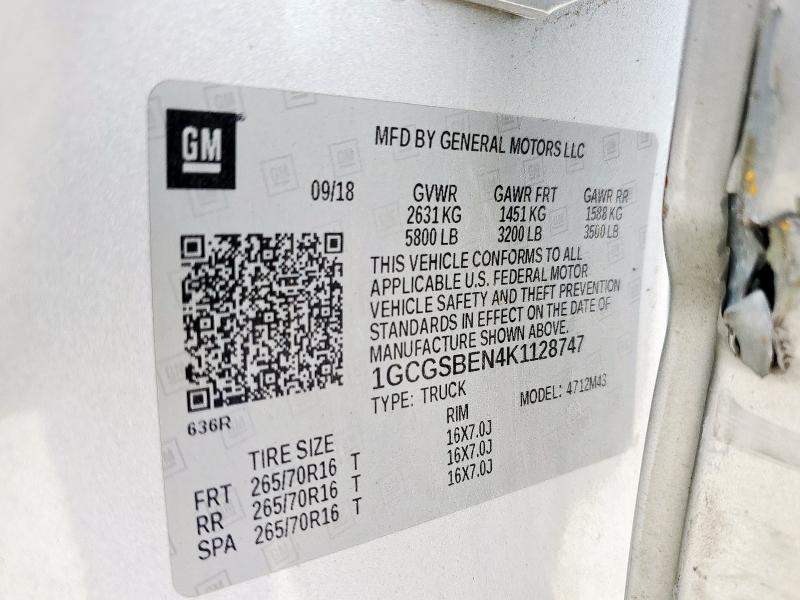 GM
MFD BY GENERAL MOTORS LLC
09/18 GVWR GAWR FRT GAWR RR
2631 KG 1451 KG 1588 KG
5800 LB 3200 LB 3500 LB
THIS VEHICLE CONFORMS TO ALL
APPLICABLE U.S. FEDERAL MOTOR
VEHICLE SAFETY AND THEFT PREVENTION
STANDARDS IN EFFECT ON THE DATE OF
MANUFACTURE SHOWN ABOVE.
1GCGSBEN4K1128747
TYPE: TRUCK MODEL: 4712M43
636R
TIRE SIZE RIM
FRT 265/70R16 T 16X7.0J
RR 265/70R16 T 16X7.0J
SPA 265/70R16 T 16X7.0J